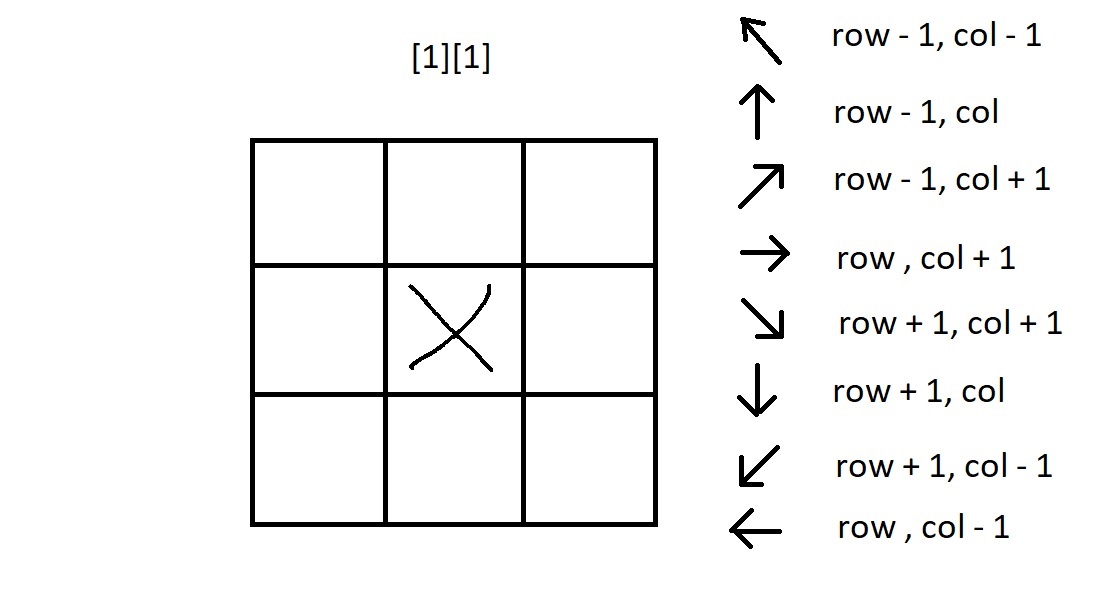 [1][1]
row - 1, col - 1
row - 1, col
row - 1, col + 1
row , col + 1
row + 1, col + 1
row + 1, col
row + 1, col - 1
row , col - 1